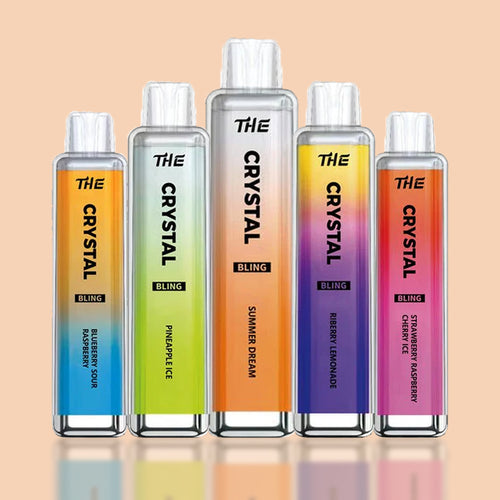 THE
CRYSTAL
BLING
BLUEBERRY SOUR
RASPBERRY
THE
CRYSTAL
BLING
PINEAPPLE ICE
THE
CRYSTAL
BLING
SUMMER DREAM
THE
CRYSTAL
BLING
RIBERRY LEMONADE
THE
CRYSTAL
BLING
STRAWBERRY RASPBERRY
CHERRY ICE